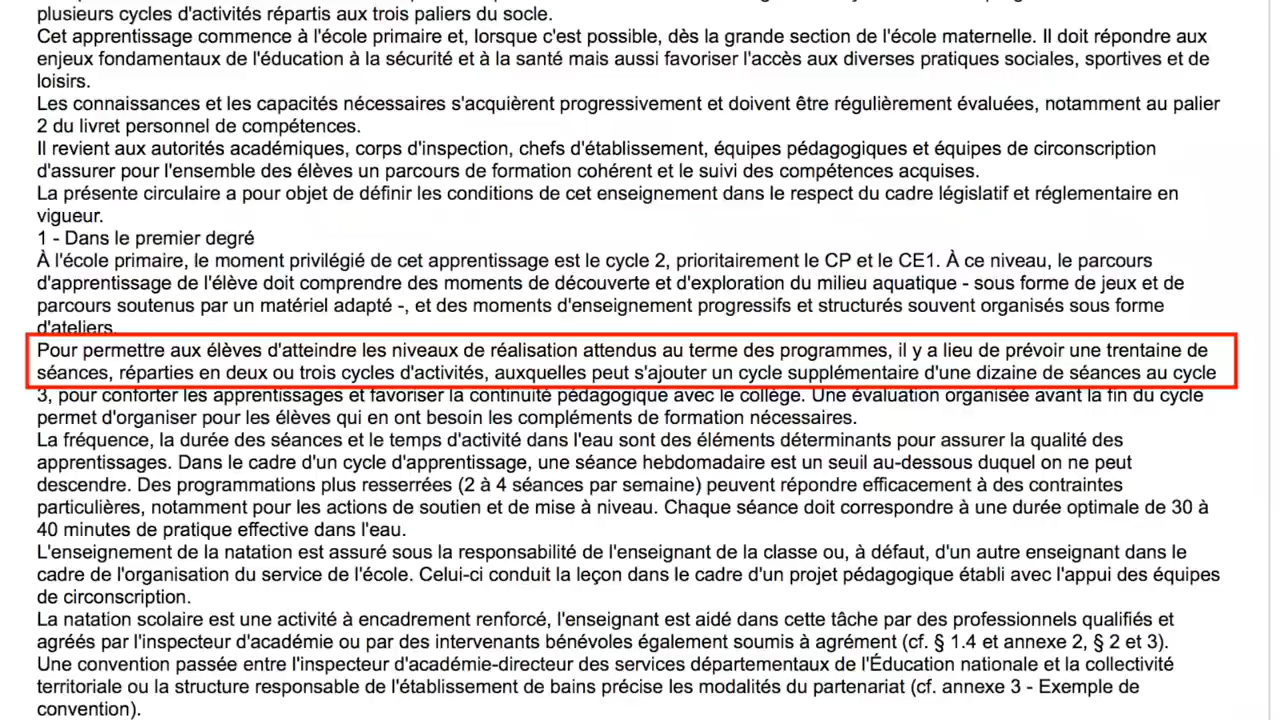 plusieurs cycles d'activités répartis aux trois paliers du socle.
Cet apprentissage commence à l'école primaire et, lorsque c'est possible, dès la grande section de l'école maternelle. Il doit répondre aux
enjeux fondamentaux de l'éducation à la sécurité et à la santé mais aussi favoriser l'accès aux diverses pratiques sociales, sportives et de
loisirs.
Les connaissances et les capacités nécessaires s'acquièrent progressivement et doivent être régulièrement évaluées, notamment au palier
2 du livret personnel de compétences.
Il revient aux autorités académiques, corps d'inspection, chefs d'établissement, équipes pédagogiques et équipes de circonscription
d'assurer pour l'ensemble des élèves un parcours de formation cohérent et le suivi des compétences acquises.
La présente circulaire a pour objet de définir les conditions de cet enseignement dans le respect du cadre législatif et réglementaire en
vigueur.
1 - Dans le premier degré
À l'école primaire, le moment privilégié de cet apprentissage est le cycle 2, prioritairement le CP et le CE1. À ce niveau, le parcours
d'apprentissage de l'élève doit comprendre des moments de découverte et d'exploration du milieu aquatique - sous forme de jeux et de
parcours soutenus par un matériel adapté -, et des moments d'enseignement progressifs et structurés souvent organisés sous forme
d'ateliers.
Pour permettre aux élèves d'atteindre les niveaux de réalisation attendus au terme des programmes, il y a lieu de prévoir une trentaine de
séances, réparties en deux ou trois cycles d'activités, auxquelles peut s'ajouter un cycle supplémentaire d'une dizaine de séances au cycle
3, pour conforter les apprentissages et favoriser la continuité pédagogique avec le collège. Une évaluation organisée avant la fin du cycle
permet d'organiser pour les élèves qui en ont besoin les compléments de formation nécessaires.
La fréquence, la durée des séances et le temps d'activité dans l'eau sont des éléments déterminants pour assurer la qualité des
apprentissages. Dans le cadre d'un cycle d'apprentissage, une séance hebdomadaire est un seuil au-dessous duquel on ne peut
descendre. Des programmations plus resserrées (2 à 4 séances par semaine) peuvent répondre efficacement à des contraintes
particulières, notamment pour les actions de soutien et de mise à niveau. Chaque séance doit correspondre à une durée optimale de 30 à
40 minutes de pratique effective dans l'eau.
L'enseignement de la natation est assuré sous la responsabilité de l'enseignant de la classe ou, à défaut, d'un autre enseignant dans le
cadre de l'organisation du service de l'école. Celui-ci conduit la leçon dans le cadre d'un projet pédagogique établi avec l'appui des équipes
de circonscription.
La natation scolaire est une activité à encadrement renforcé, l'enseignant est aidé dans cette tâche par des professionnels qualifiés et
agréés par l'inspecteur d'académie ou par des intervenants bénévoles également soumis à agrément (cf. § 1.4 et annexe 2, § 2 et 3).
Une convention passée entre l'inspecteur d'académie-directeur des services départementaux de l'Éducation nationale et la collectivité
territoriale ou la structure responsable de l'établissement de bains précise les modalités du partenariat (cf. annexe 3 - Exemple de
convention).